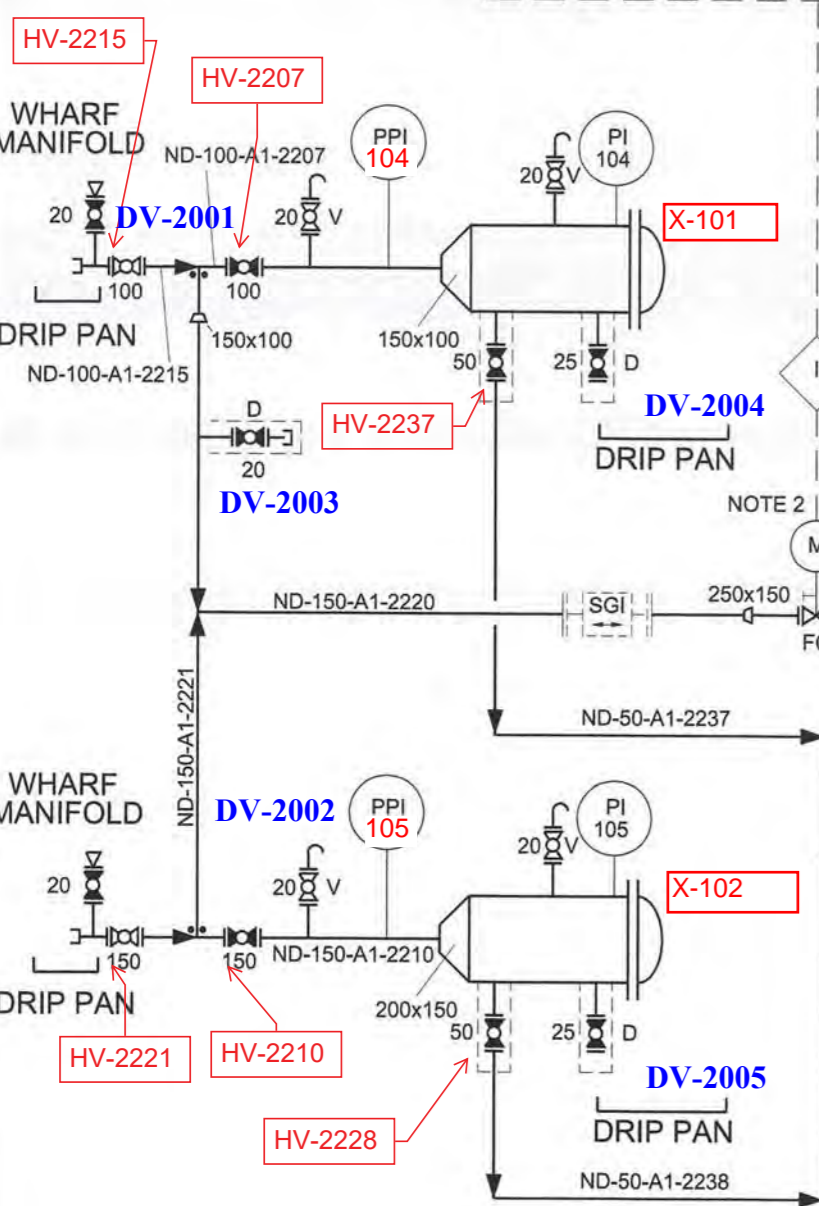 HV-2215
HV-2207
WHARF
MANIFOLD
ND-100-A1-2207
PPI
104
PI
104
20
DV-2001
20 V
20 V
X-101
100
100
150x100
150x100
DRIP PAN
ND-100-A1-2215
50
25 D
HV-2237
DV-2004
DRIP PAN
D
20
DV-2003
NOTE 2
M
ND-150-A1-2220
SGI
250x150
ND-150-A1-2221
ND-50-A1-2237
WHARF
MANIFOLD
DV-2002
PPI
105
PI
105
20
20 V
20 V
X-102
150
150
ND-150-A1-2210
200x150
DRIP PAN
50
25 D
HV-2221
HV-2210
DV-2005
HV-2228
DRIP PAN
ND-50-A1-2238